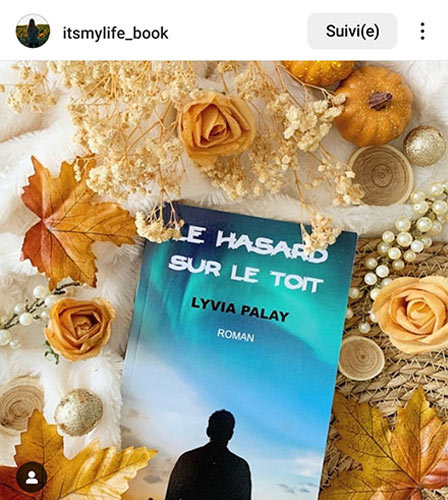 itsmylife_book
Suivi(e)
LE HASARD
SUR LE TOIT
LYVIA PALAY
ROMAN